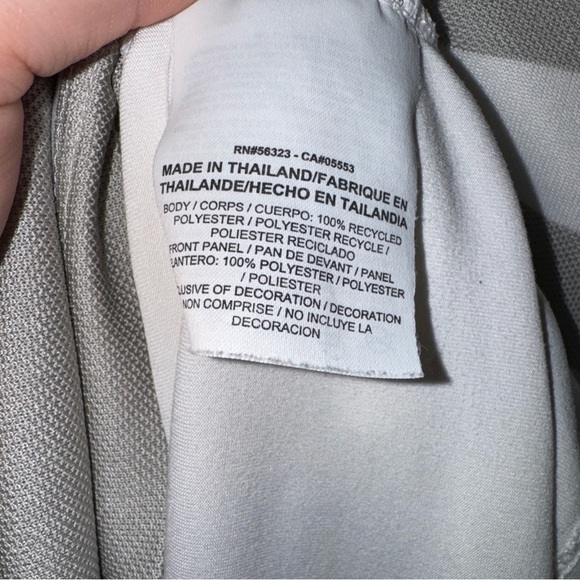 RN#56323 - CA#05553
MADE IN THAILAND/FABRIQUE EN
THAILANDE/HECHO EN TAILANDIA
BODY / CORPS / CUERPO: 100% RECYCLED
POLYESTER / POLYESTER RECYCLE /
POLIESTER RECICLADO
FRONT PANEL / PAN DE DEVANT / PANEL
LANTERO: 100% POLYESTER / POLYESTER
/ POLIESTER
CLUSIVE OF DECORATION / DECORATION
NON COMPRISE / NO INCLUYE LA
DECORACION